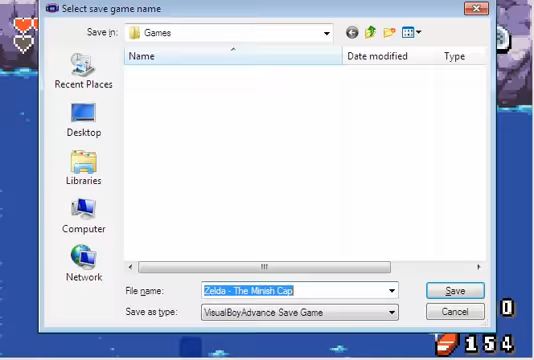 Select save game name
Save in: Games
Name Date modified Type
Recent Places
Desktop
Libraries
Computer
Network
File name: Zelda - The Minish Cap Save
Save as type: VisualBoyAdvance Save Game Cancel
0
154